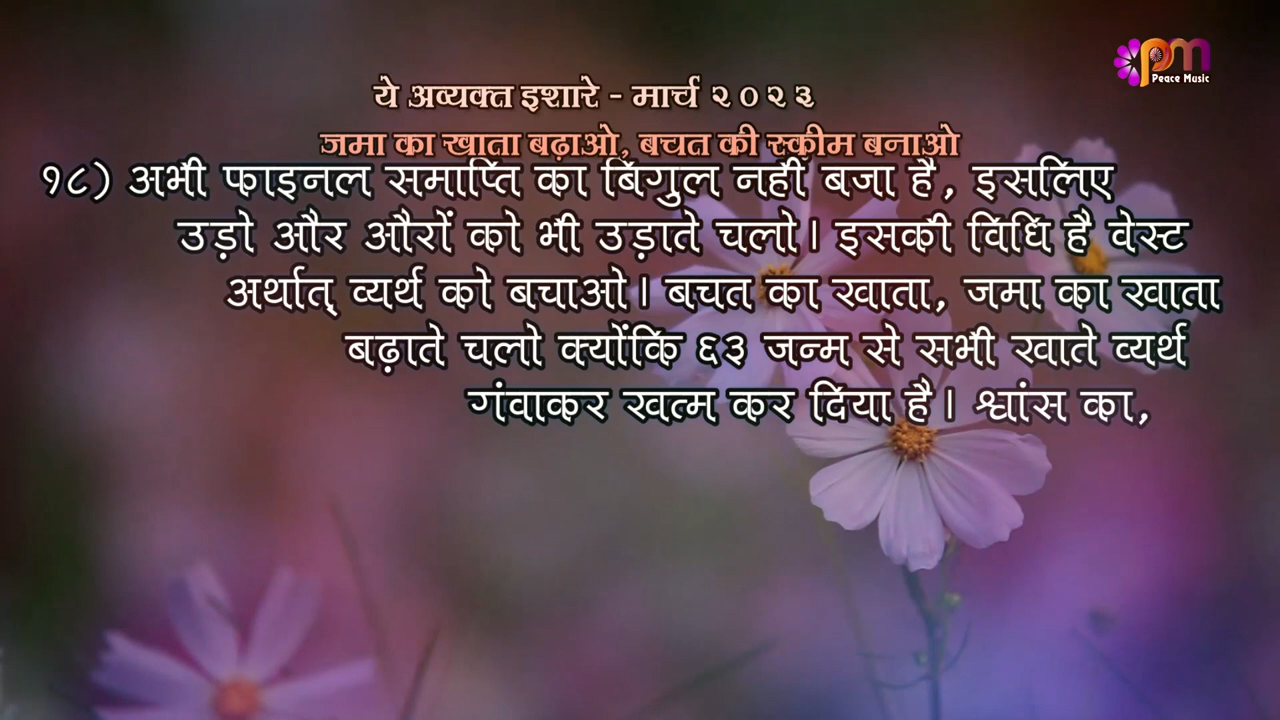 pm
Peace Music
ये अव्यक्त इशारे - मार्च २०२३
जमा का खाता बढ़ाओ, बचत की स्कीम बनाओ
१८) अभी फाइनल समाप्ति का बिगुल नहीं बजा है, इसलिए
उड़ो और औरों को भी उड़ाते चलो। इसकी विधि है वेस्ट
अर्थात् व्यर्थ को बचाओ। बचत का खाता, जमा का खाता
बढ़ाते चलो क्योंकि ६३ जन्म से सभी खाते व्यर्थ
गंवाकर खत्म कर दिया है। श्वांस का,